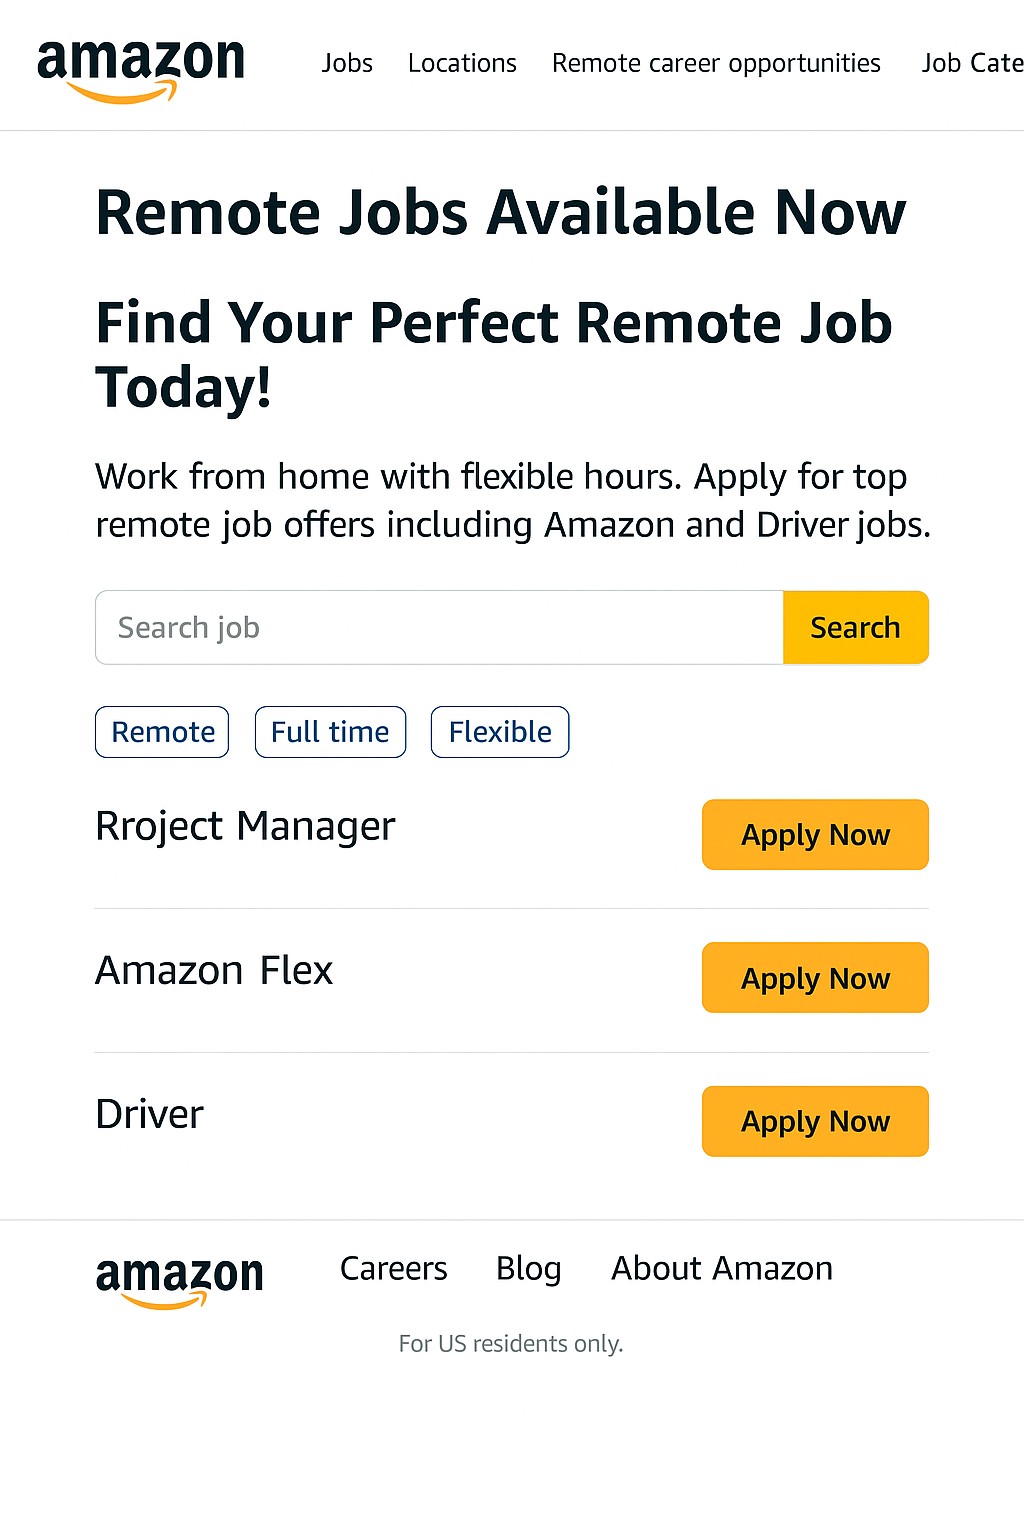 amazon
Jobs Locations Remote career opportunities Job Cate
Remote Jobs Available Now
Find Your Perfect Remote Job
Today!
Work from home with flexible hours. Apply for top
remote job offers including Amazon and Driver jobs.
Search job Search
Remote Full time Flexible
Rroject Manager Apply Now
Amazon Flex Apply Now
Driver Apply Now
amazon Careers Blog About Amazon
For US residents only.